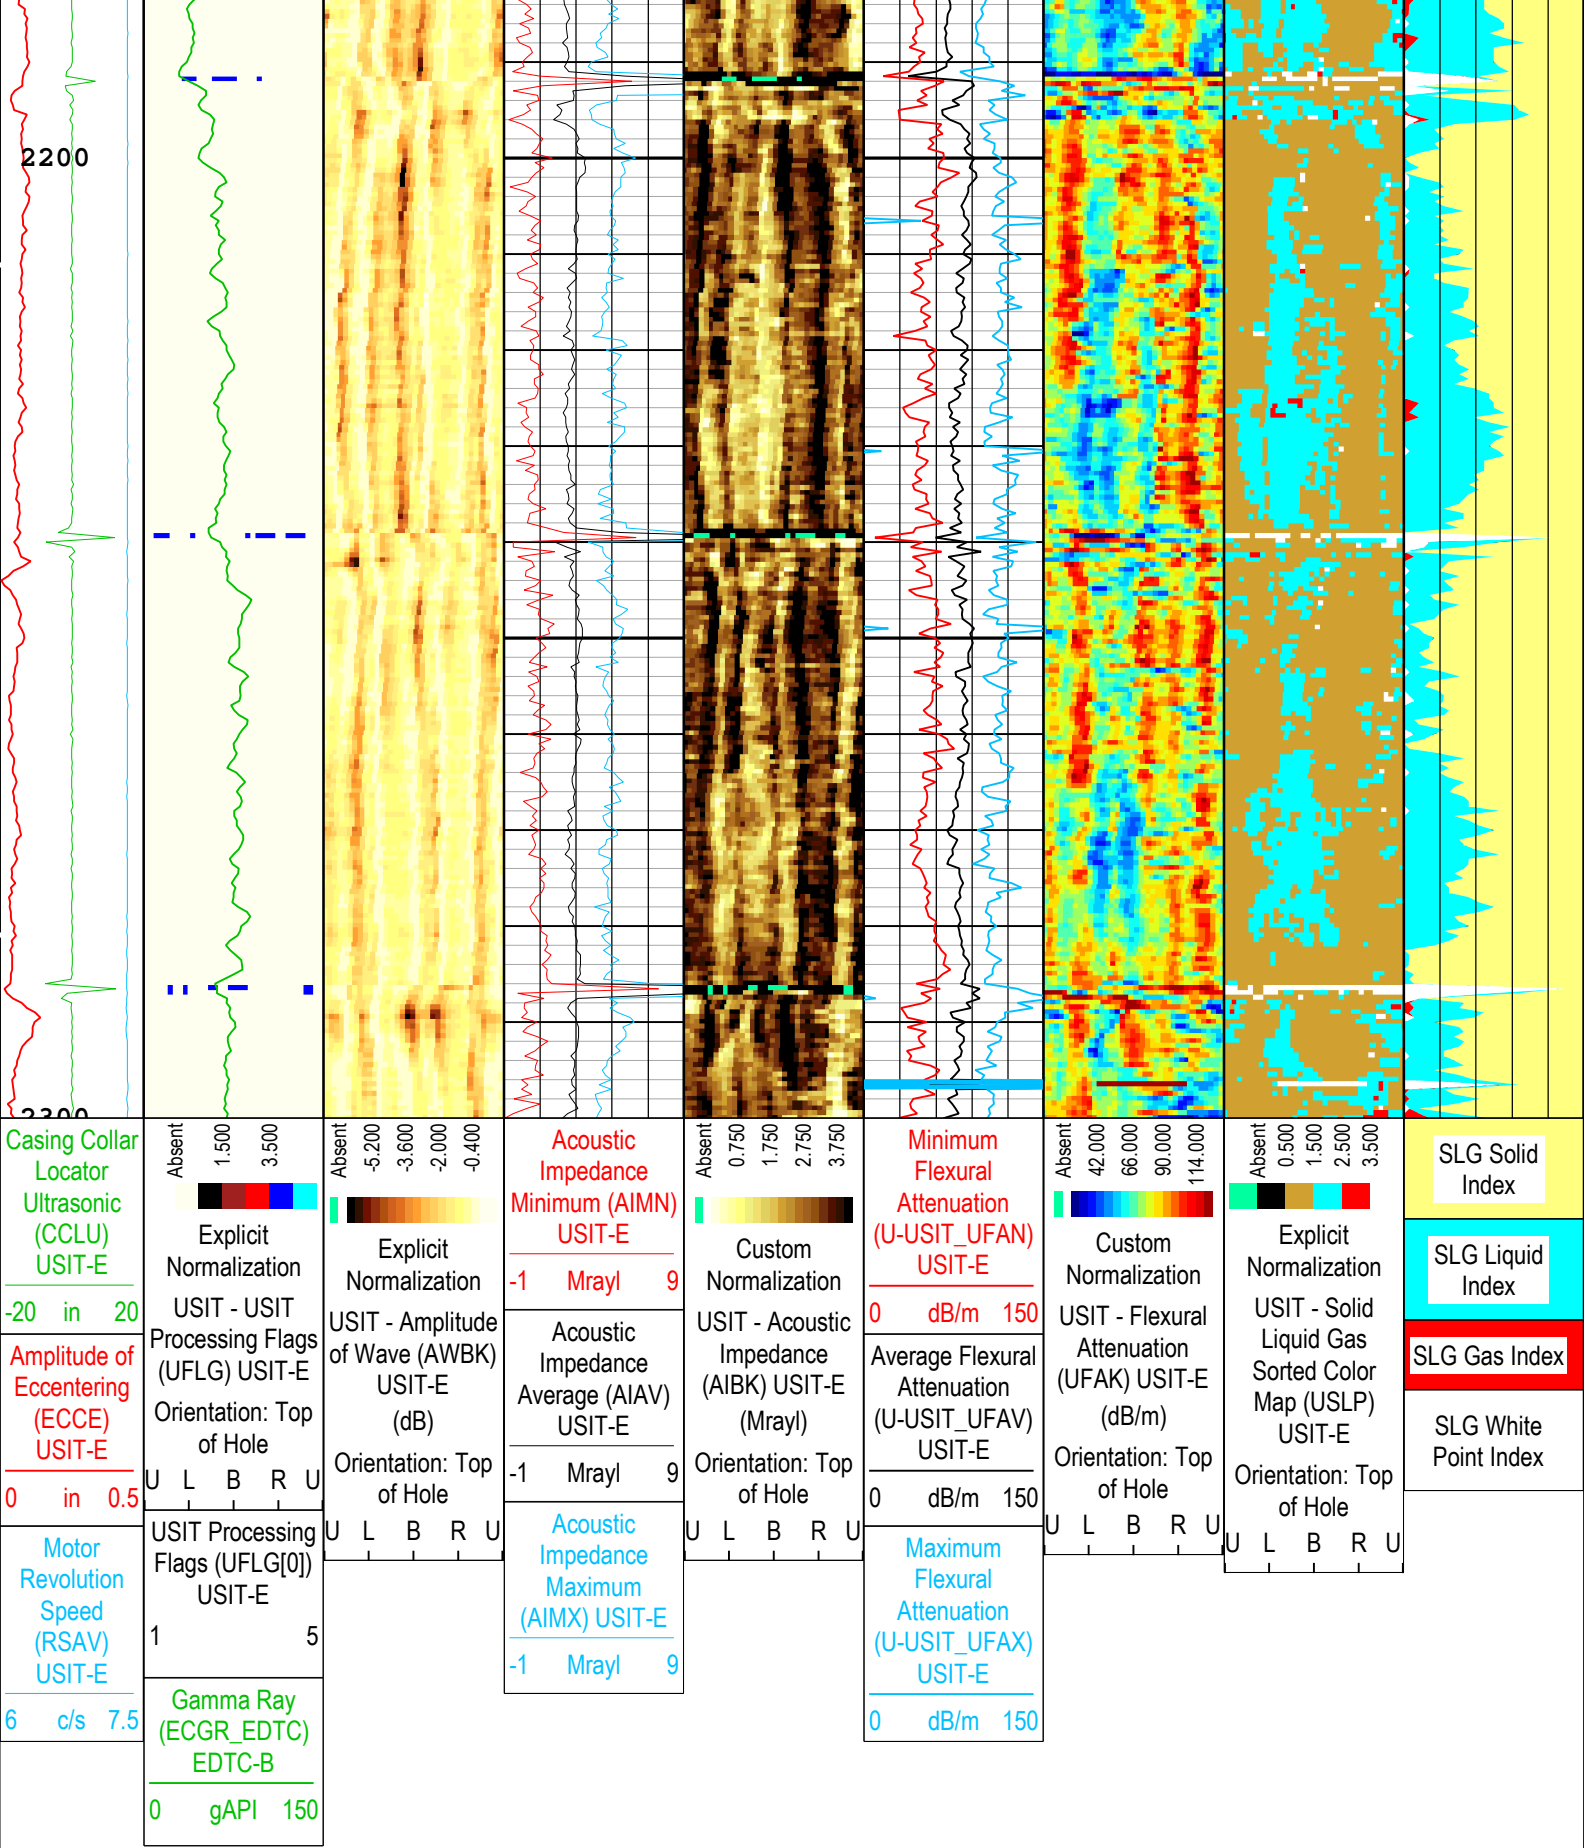 2200
2300
Casing Collar
Locator
Ultrasonic
(CCLU)
USIT-E
-20 in 20
Amplitude of
Eccentering
(ECCE)
USIT-E
0 in 0.5
Motor
Revolution
Speed
(RSAV)
USIT-E
6 c/s 7.5
Absent
1.500
3.500
Explicit
Normalization
USIT - USIT
Processing Flags
(UFLG) USIT-E
Orientation: Top
of Hole
U L B R U
USIT Processing
Flags (UFLG[0])
USIT-E
1 5
Gamma Ray
(ECGR_EDTC)
EDTC-B
0 gAPI 150
Absent
-5.200
-3.600
-2.000
-0.400
Explicit
Normalization
USIT - Amplitude
of Wave (AWBK)
USIT-E
(dB)
Orientation: Top
of Hole
U L B R U
Acoustic
Impedance
Minimum (AIMN)
USIT-E
-1 Mrayl 9
Acoustic
Impedance
Average (AIAV)
USIT-E
-1 Mrayl 9
Acoustic
Impedance
Maximum
(AIMX) USIT-E
-1 Mrayl 9
Absent
0.750
1.750
2.750
3.750
Custom
Normalization
USIT - Acoustic
Impedance
(AIBK) USIT-E
(Mrayl)
Orientation: Top
of Hole
U L B R U
Minimum
Flexural
Attenuation
(U-USIT_UFAN)
USIT-E
0 dB/m 150
Average Flexural
Attenuation
(U-USIT_UFAV)
USIT-E
0 dB/m 150
Maximum
Flexural
Attenuation
(U-USIT_UFAX)
USIT-E
0 dB/m 150
Absent
42.000
66.000
90.000
114.000
Custom
Normalization
USIT - Flexural
Attenuation
(UFAK) USIT-E
(dB/m)
Orientation: Top
of Hole
U L B R U
Absent
0.500
1.500
2.500
3.500
Explicit
Normalization
USIT - Solid
Liquid Gas
Sorted Color
Map (USLP)
USIT-E
Orientation: Top
of Hole
U L B R U
SLG Solid
Index
SLG Liquid
Index
SLG Gas Index
SLG White
Point Index